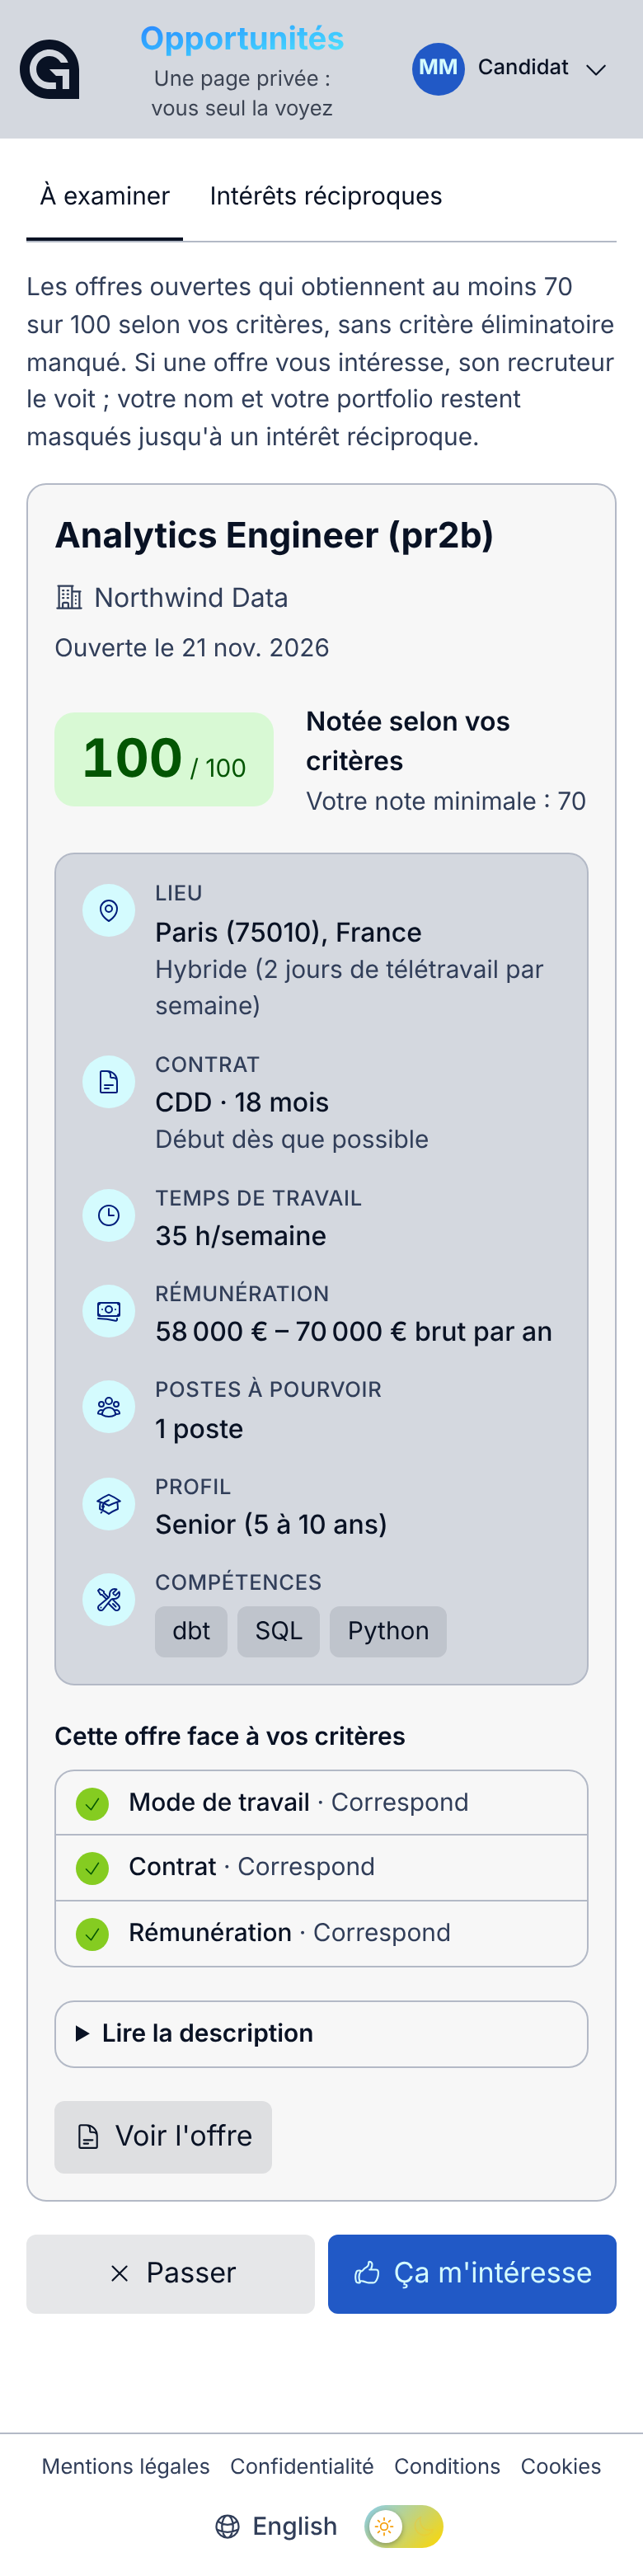 Opportunités
Une page privée :
vous seul la voyez
MM
Candidat
À examiner
Intérêts réciproques
Les offres ouvertes qui obtiennent au moins 70
sur 100 selon vos critères, sans critère éliminatoire
manqué. Si une offre vous intéresse, son recruteur
le voit ; votre nom et votre portfolio restent
masqués jusqu'à un intérêt réciproque.
Analytics Engineer (pr2b)
Northwind Data
Ouverte le 21 nov. 2026
100 / 100
Notée selon vos
critères
Votre note minimale : 70
LIEU
Paris (75010), France
Hybride (2 jours de télétravail par
semaine)
CONTRAT
CDD · 18 mois
Début dès que possible
TEMPS DE TRAVAIL
35 h/semaine
RÉMUNÉRATION
58 000 € – 70 000 € brut par an
POSTES À POURVOIR
1 poste
PROFIL
Senior (5 à 10 ans)
COMPÉTENCES
dbt SQL Python
Cette offre face à vos critères
Mode de travail · Correspond
Contrat · Correspond
Rémunération · Correspond
Lire la description
Voir l'offre
Passer
Ça m'intéresse
Mentions légales Confidentialité Conditions Cookies
English